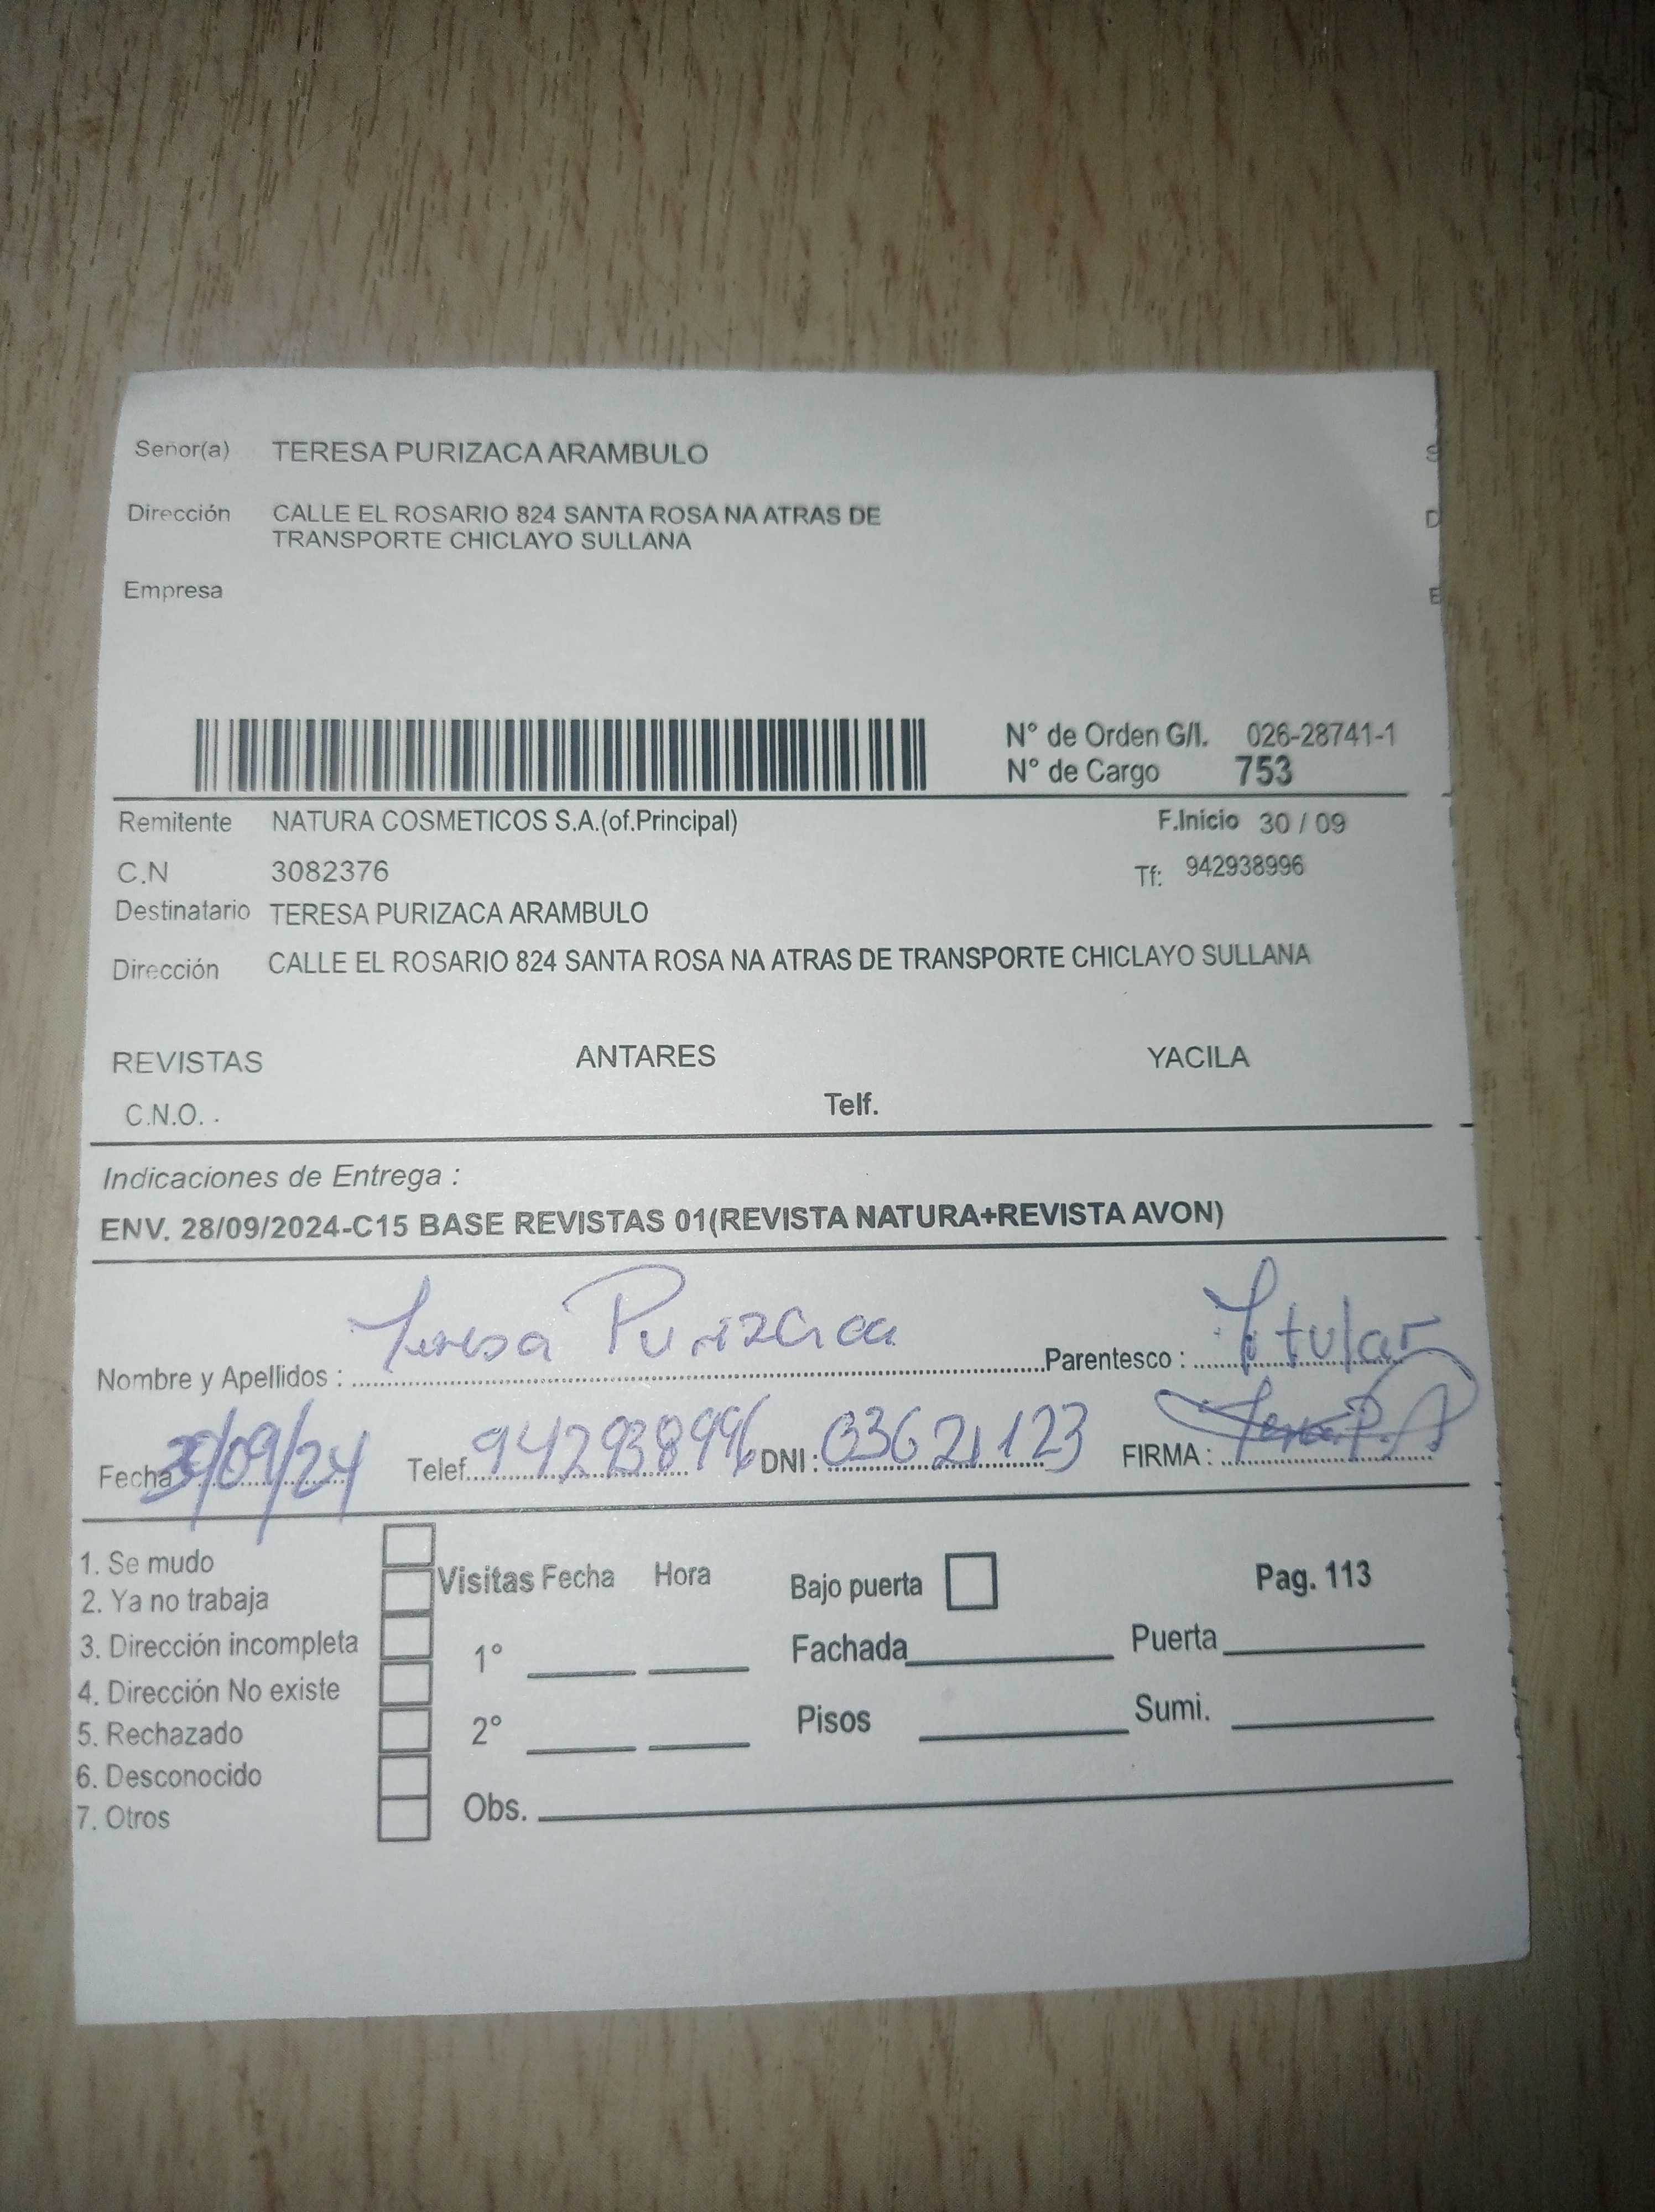 Señor(a) TERESA PURIZACA ARAMBULO S
Dirección CALLE EL ROSARIO 824 SANTA ROSA NA ATRAS DE D
TRANSPORTE CHICLAYO SULLANA
Empresa E
N° de Orden G/I. 026-28741-1
N° de Cargo 753
Remitente NATURA COSMETICOS S.A.(of.Principal) F.Inicio 30 / 09
C.N 3082376 Tf: 942938996
Destinatario TERESA PURIZACA ARAMBULO
Dirección CALLE EL ROSARIO 824 SANTA ROSA NA ATRAS DE TRANSPORTE CHICLAYO SULLANA
REVISTAS ANTARES YACILA
C.N.O. . Telf.
Indicaciones de Entrega :
ENV. 28/09/2024-C15 BASE REVISTAS 01(REVISTA NATURA+REVISTA AVON)
Nombre y Apellidos : Teresa Purizaca Parentesco : Titular
Fecha 30/09/24 Telef. 942938996 DNI : 03621123 FIRMA : Teresa P. A
1. Se mudo
2. Ya no trabaja
3. Dirección incompleta
4. Dirección No existe
5. Rechazado
6. Desconocido
7. Otros
Visitas Fecha Hora Bajo puerta Pag. 113
1° Fachada Puerta
2° Pisos Sumi.
Obs.